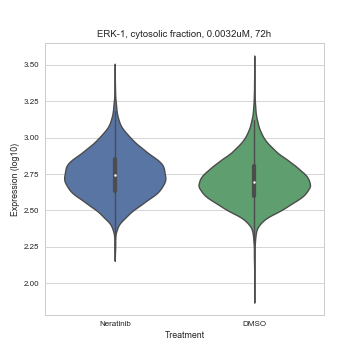 ERK-1, cytosolic fraction, 0.0032uM, 72h
3.50
3.25
3.00
2.75
2.50
2.25
2.00
Expression (log10)
Neratinib
DMSO
Treatment